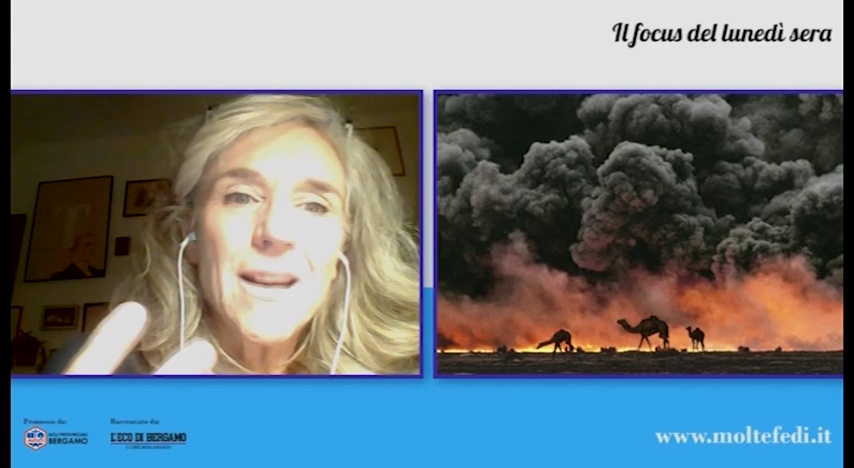 Il focus del lunedì sera
Promosso da:
Raccontato da:
BERGAMO
L'ECO DI BERGAMO
www.moltefedi.it